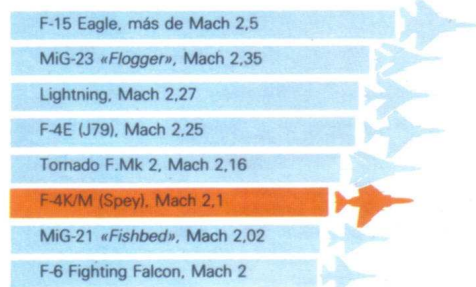 F-15 Eagle, más de Mach 2,5
MiG-23 «Flogger», Mach 2,35
Lightning, Mach 2,27
F-4E (J79), Mach 2,25
Tornado F.Mk 2, Mach 2,16
F-4K/M (Spey), Mach 2,1
MiG-21 «Fishbed», Mach 2,02
F-6 Fighting Falcon, Mach 2